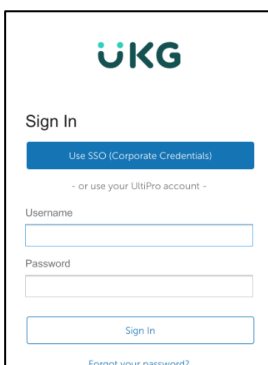 UKG
Sign In
Use SSO (Corporate Credentials)
- or use your UltiPro account -
Username
Password
Sign In
Forgot your password?